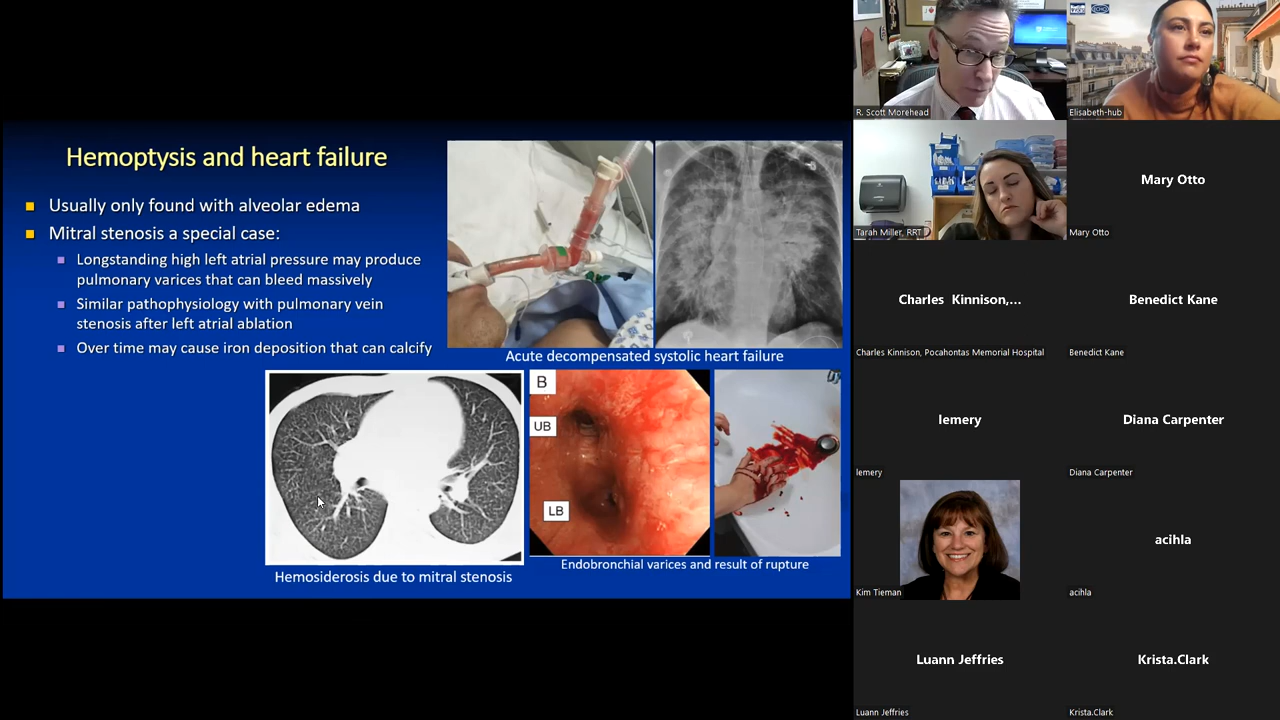 Hemoptysis and heart failure
Usually only found with alveolar edema
Mitral stenosis a special case:
Longstanding high left atrial pressure may produce
pulmonary varices that can bleed massively
Similar pathophysiology with pulmonary vein
stenosis after left atrial ablation
Over time may cause iron deposition that can calcify
Acute decompensated systolic heart failure
B
UB
LB
Hemosiderosis due to mitral stenosis
Endobronchial varices and result of rupture
R. Scott Morehead
Elisabeth-hub
Tarah Miller, RRT
Mary Otto
Mary Otto
Charles Kinnison,...
Charles Kinnison, Pocahontas Memorial Hospital
Benedict Kane
Benedict Kane
lemery
lemery
Diana Carpenter
Diana Carpenter
Kim Tieman
acihla
acihla
Luann Jeffries
Luann Jeffries
Krista.Clark
Krista.Clark